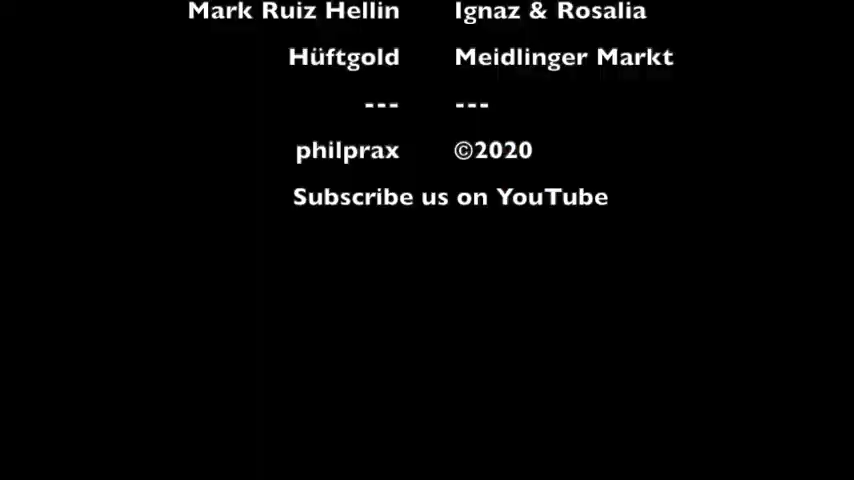 Mark Ruiz Hellin Ignaz & Rosalia
Hüftgold Meidlinger Markt
--- ---
philprax ©2020
Subscribe us on YouTube